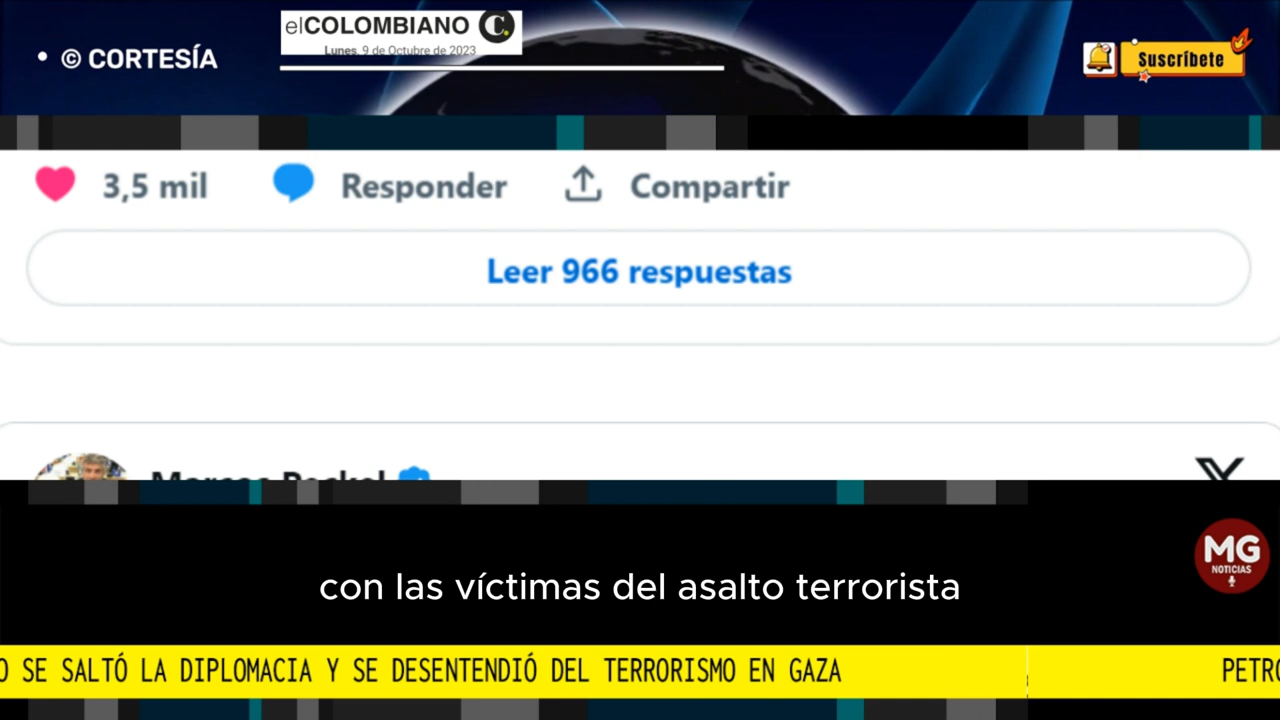 elCOLOMBIANO C.
Lunes, 9 de Octubre de 2023
• © CORTESÍA
Suscríbete
3,5 mil Responder Compartir
Leer 966 respuestas
X
MG
NOTICIAS
con las víctimas del asalto terrorista
O SE SALTÓ LA DIPLOMACIA Y SE DESENTENDIÓ DEL TERRORISMO EN GAZA PETRO